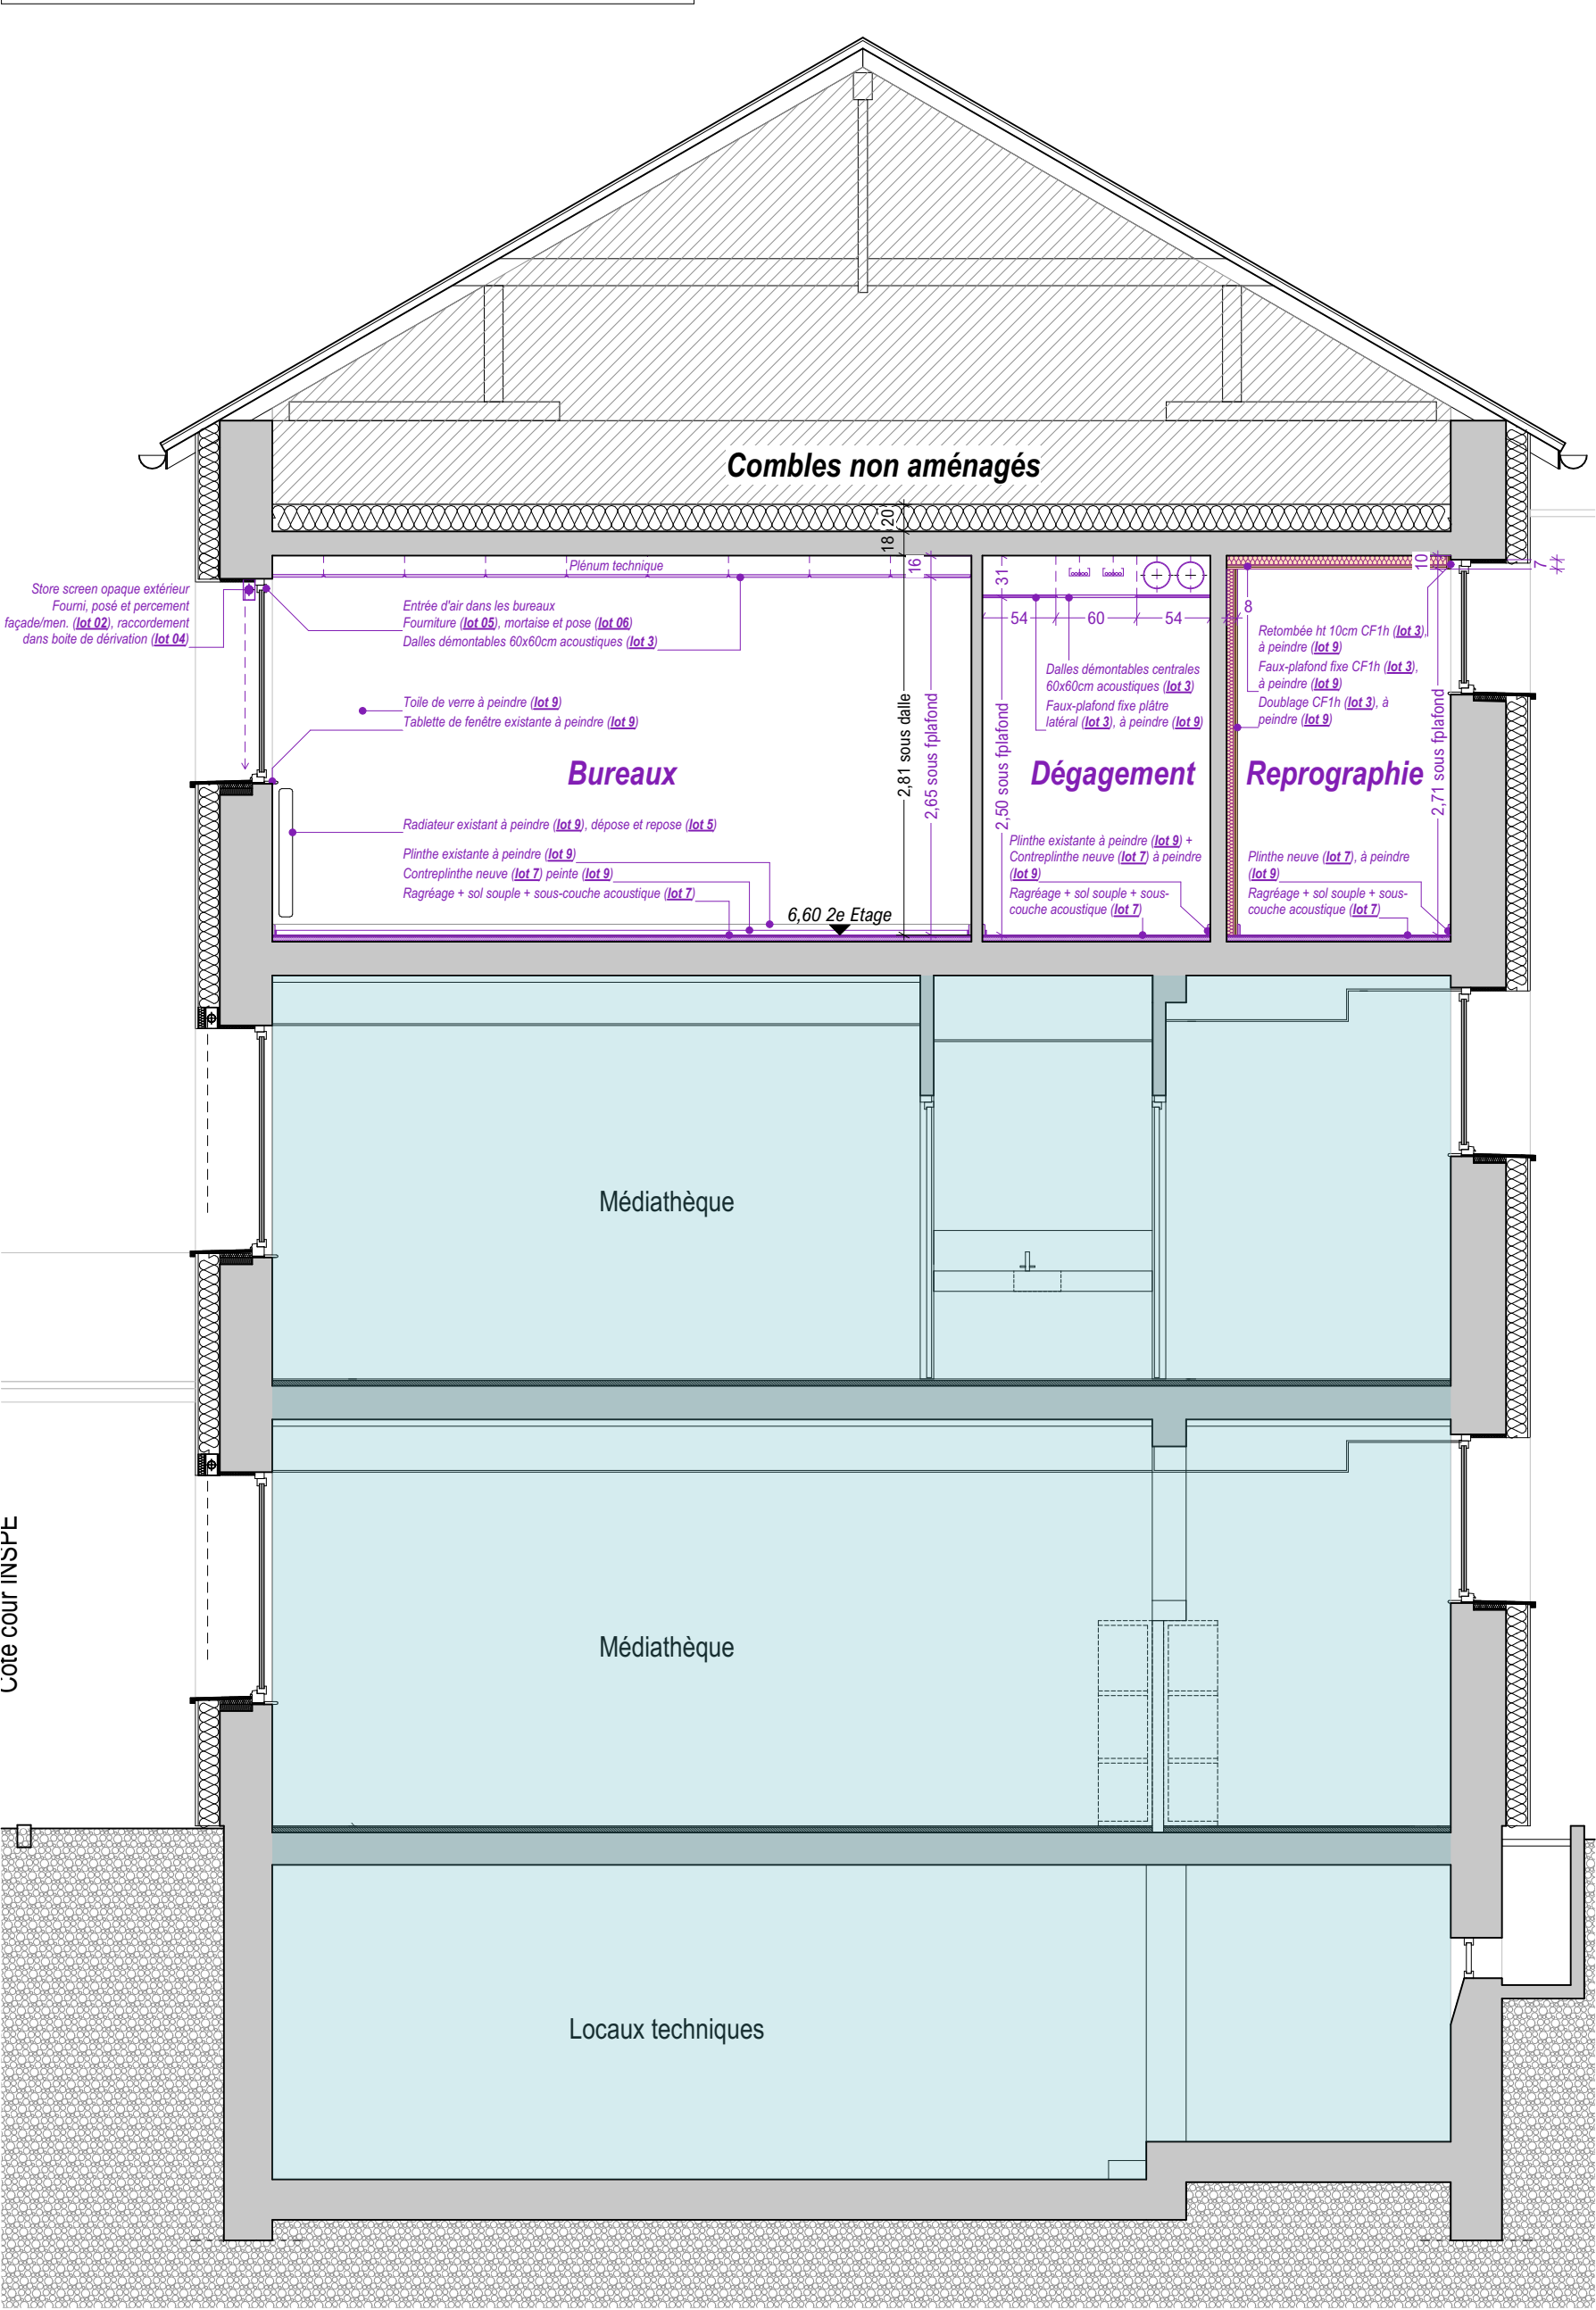 Combles non aménagés
20
18
Plénum technique
16
31
10
7
Store screen opaque extérieur
Fourni, posé et percement
façade/men. (lot 02), raccordement
dans boite de dérivation (lot 04)
Entrée d'air dans les bureaux
Fourniture (lot 05), mortaise et pose (lot 06)
Dalles démontables 60x60cm acoustiques (lot 3)
Toile de verre à peindre (lot 9)
Tablette de fenêtre existante à peindre (lot 9)
Bureaux
2,81 sous dalle
2,65 sous fplafond
Radiateur existant à peindre (lot 9), dépose et repose (lot 5)
Plinthe existante à peindre (lot 9)
Contreplinthe neuve (lot 7) peinte (lot 9)
Ragréage + sol souple + sous-couche acoustique (lot 7)
6,60 2e Etage
54
60
54
8
Dalles démontables centrales
60x60cm acoustiques (lot 3)
Faux-plafond fixe plâtre
latéral (lot 3), à peindre (lot 9)
Dégagement
2,50 sous fplafond
Plinthe existante à peindre (lot 9) +
Contreplinthe neuve (lot 7) à peindre
(lot 9)
Ragréage + sol souple + sous-
couche acoustique (lot 7)
Retombée ht 10cm CF1h (lot 3),
à peindre (lot 9)
Faux-plafond fixe CF1h (lot 3),
à peindre (lot 9)
Doublage CF1h (lot 3), à
peindre (lot 9)
Reprographie
2,71 sous fplafond
Plinthe neuve (lot 7), à peindre
(lot 9)
Ragréage + sol souple + sous-
couche acoustique (lot 7)
Médiathèque
Médiathèque
Côté cour INSPE
Locaux techniques